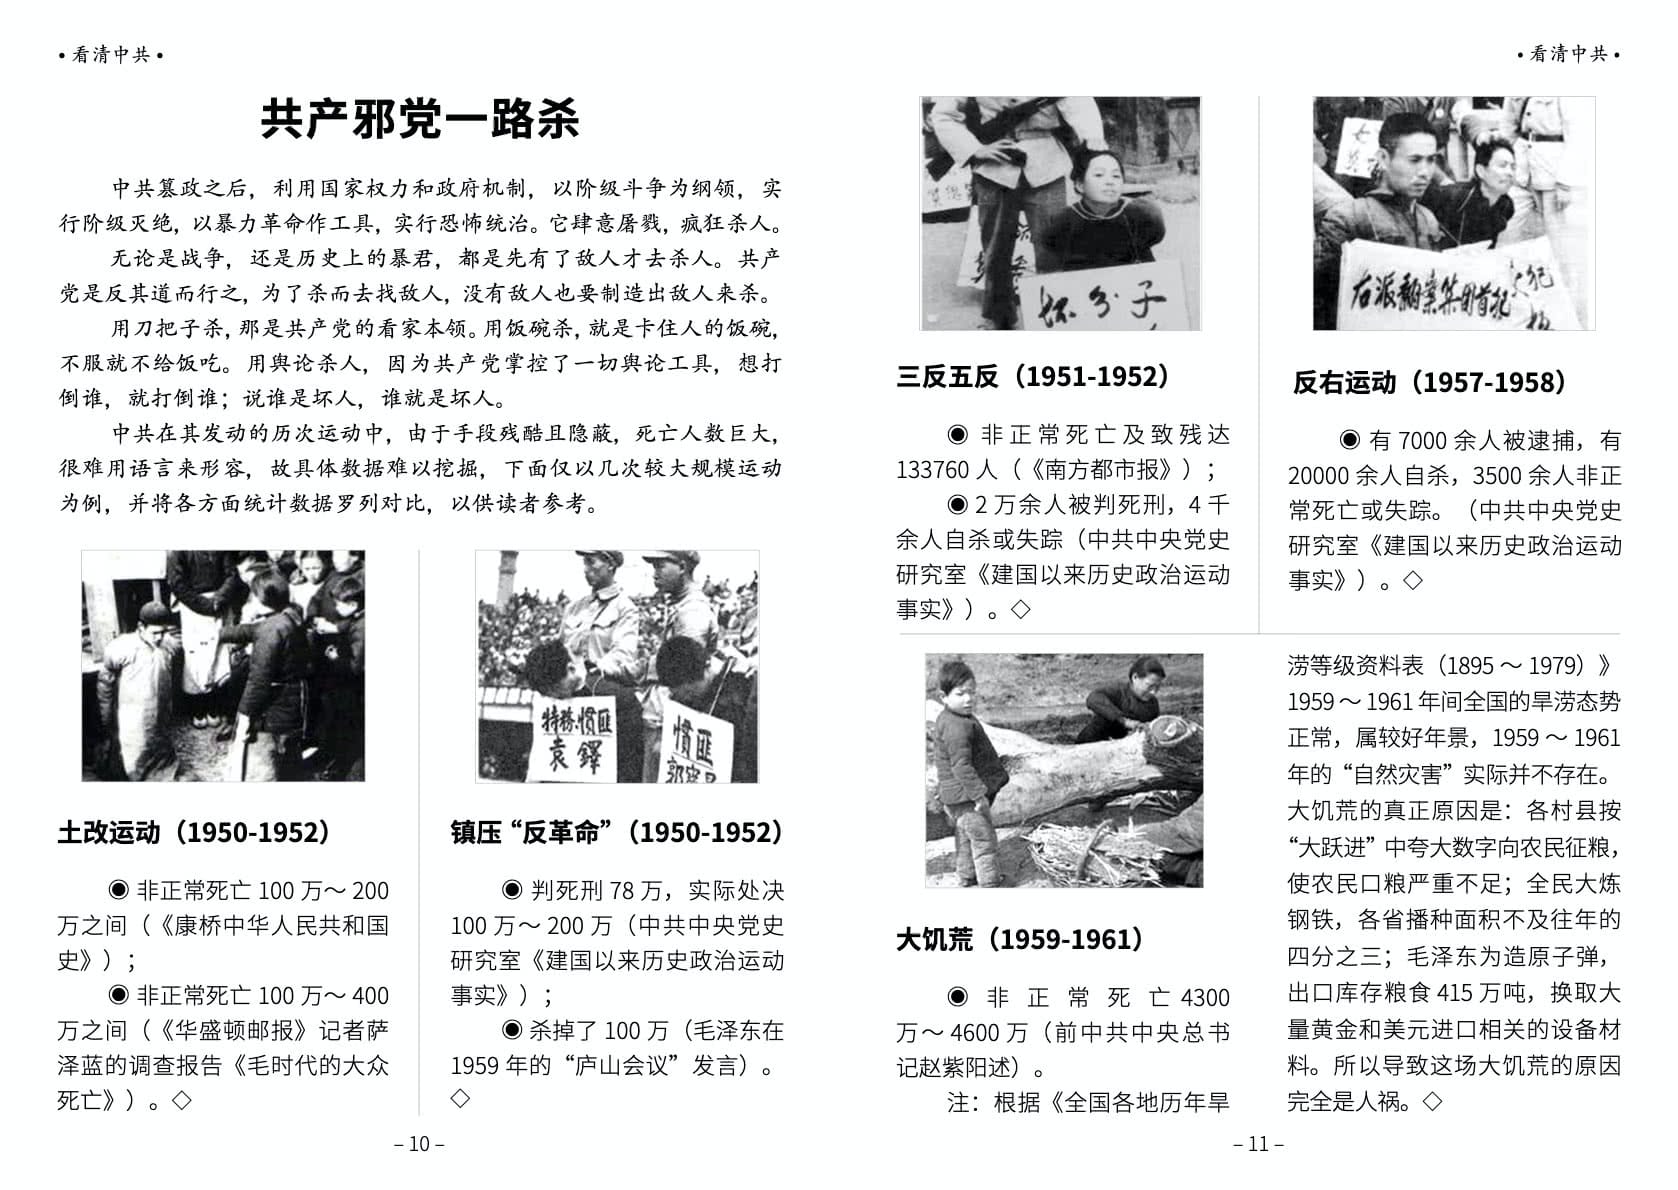 • 看清中共 •
共产邪党一路杀
中共篡政之后，利用国家权力和政府机制，以阶级斗争为纲领，实
行阶级灭绝，以暴力革命作工具，实行恐怖统治。它肆意屠戮，疯狂杀人。
无论是战争，还是历史上的暴君，都是先有了敌人才去杀人。共产
党是反其道而行之，为了杀而去找敌人，没有敌人也要制造出敌人来杀。
用刀把子杀，那是共产党的看家本领。用饭碗杀，就是卡住人的饭碗，
不服就不给饭吃。用舆论杀人，因为共产党掌控了一切舆论工具，想打
倒谁，就打倒谁；说谁是坏人，谁就是坏人。
中共在其发动的历次运动中，由于手段残酷且隐蔽，死亡人数巨大，
很难用语言来形容，故具体数据难以挖掘，下面仅以几次较大规模运动
为例，并将各方面统计数据罗列对比，以供读者参考。
土改运动（1950-1952）
◉ 非正常死亡 100 万～ 200
万之间（《康桥中华人民共和国
史》）；
◉ 非正常死亡 100 万～ 400
万之间（《华盛顿邮报》记者萨
泽蓝的调查报告《毛时代的大众
死亡》）。◇
特務·慣匪
袁鐸
慣匪
镇压 “反革命”（1950-1952）
◉ 判死刑 78 万，实际处决
100 万～ 200 万（中共中央党史
研究室《建国以来历史政治运动
事实》）；
◉ 杀掉了 100 万（毛泽东在
1959 年的“庐山会议”发言）。
◇
– 10 –
• 看清中共 •
坏分子
三反五反（1951-1952）
◉ 非正常死亡及致残达
133760 人（《南方都市报》）；
◉ 2 万余人被判死刑，4 千
余人自杀或失踪（中共中央党史
研究室《建国以来历史政治运动
事实》）。◇
右派翻案集团首犯
反右运动（1957-1958）
◉ 有 7000 余人被逮捕，有
20000 余人自杀，3500 余人非正
常死亡或失踪。（中共中央党史
研究室《建国以来历史政治运动
事实》）。◇
大饥荒（1959-1961）
◉ 非正常死亡 4300
万～ 4600 万（前中共中央总书
记赵紫阳述）。
注：根据《全国各地历年旱
涝等级资料表（1895 ～ 1979）》
1959 ～ 1961 年间全国的旱涝态势
正常，属较好年景，1959 ～ 1961
年的“自然灾害”实际并不存在。
大饥荒的真正原因是：各村县按
“大跃进”中夸大数字向农民征粮，
使农民口粮严重不足；全民大炼
钢铁，各省播种面积不及往年的
四分之三；毛泽东为造原子弹，
出口库存粮食 415 万吨，换取大
量黄金和美元进口相关的设备材
料。所以导致这场大饥荒的原因
完全是人祸。◇
– 11 –